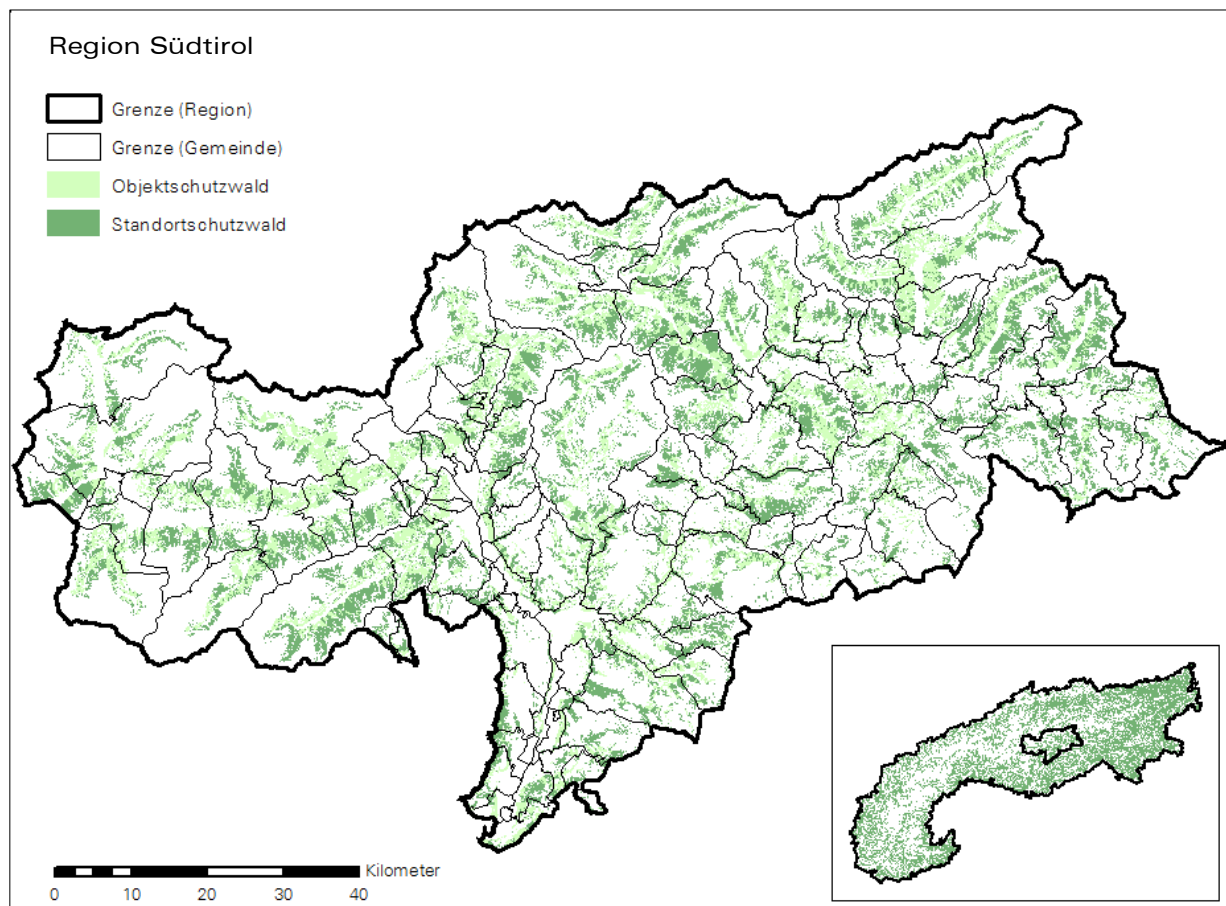 Region Südtirol
Grenze (Region)
Grenze (Gemeinde)
Objektschutzwald
Standortschutzwald
Kilometer
0 10 20 30 40